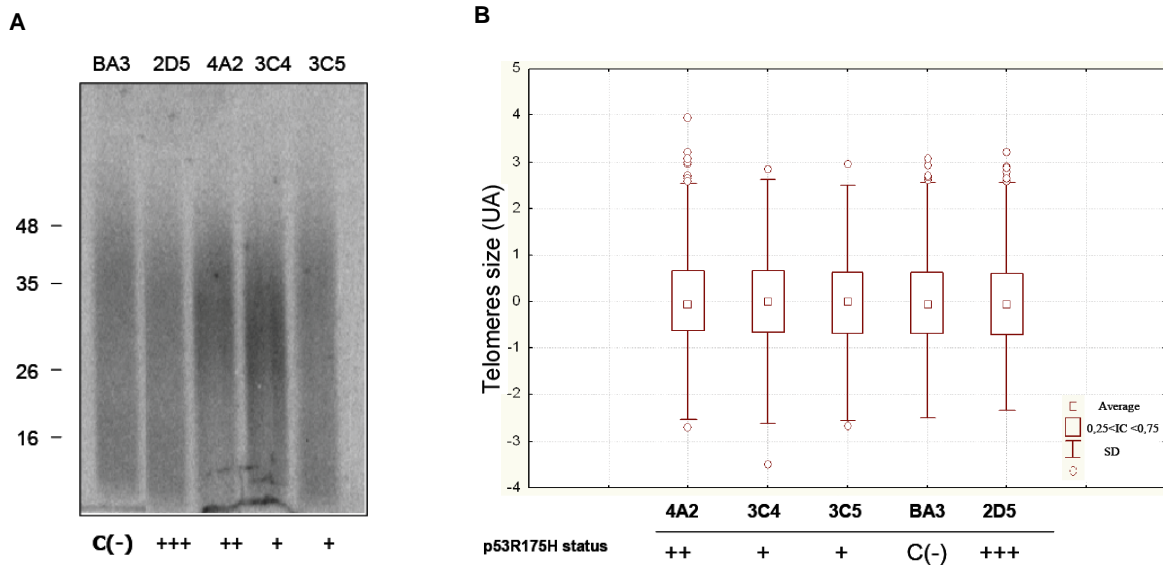 A
BA3 2D5 4A2 3C4 3C5
48
35
26
16
C(-) +++ ++ + +
B
5
4
3
2
1
0
-1
-2
-3
-4
Telomeres size (UA)
Average
0,25<IC <0,75
SD
4A2 3C4 3C5 BA3 2D5
p53R175H status
++ + + C(-) +++